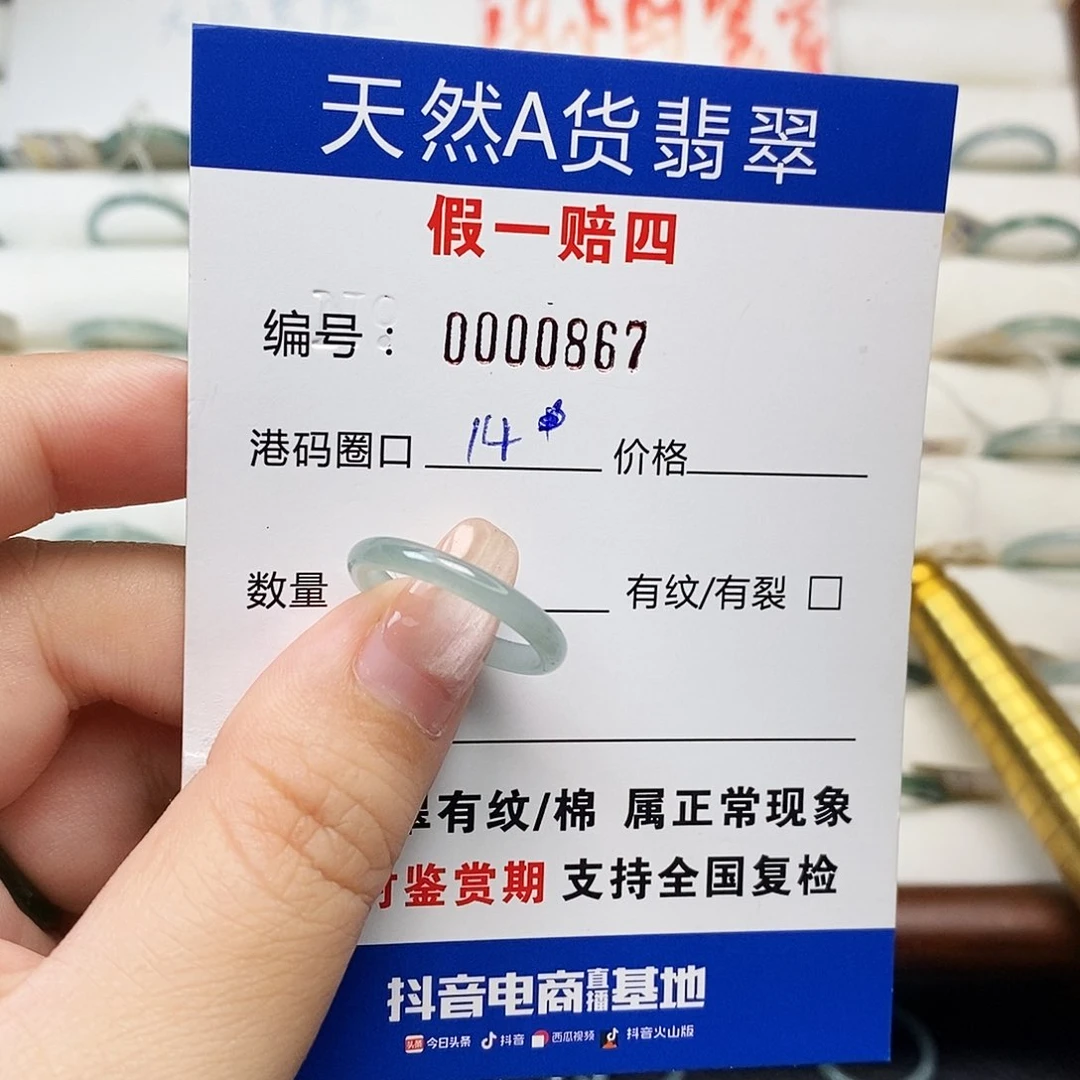 天然A货翡翠
假一赔四
编号： 0000867
港码圈口 14 价格
数量 有纹/有裂 □
有纹/棉 属正常现象
鉴赏期 支持全国复检
抖音电商直播基地
头条 今日头条 抖音 西瓜视频 抖音火山版